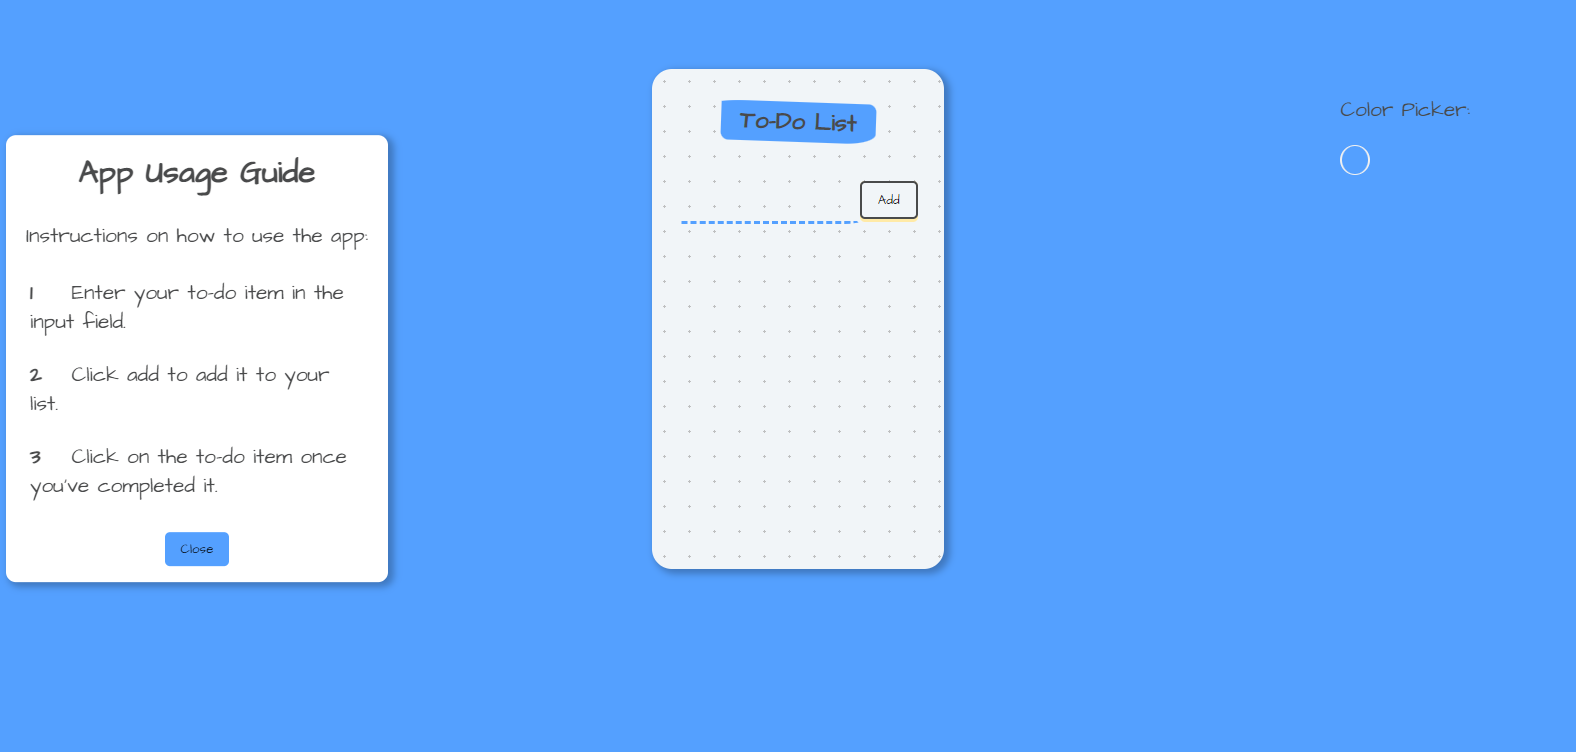 App Usage Guide
Instructions on how to use the app:
1 Enter your to-do item in the
input field.
2 Click add to add it to your
list.
3 Click on the to-do item once
you've completed it.
Close
To-Do List
Add
Color Picker: